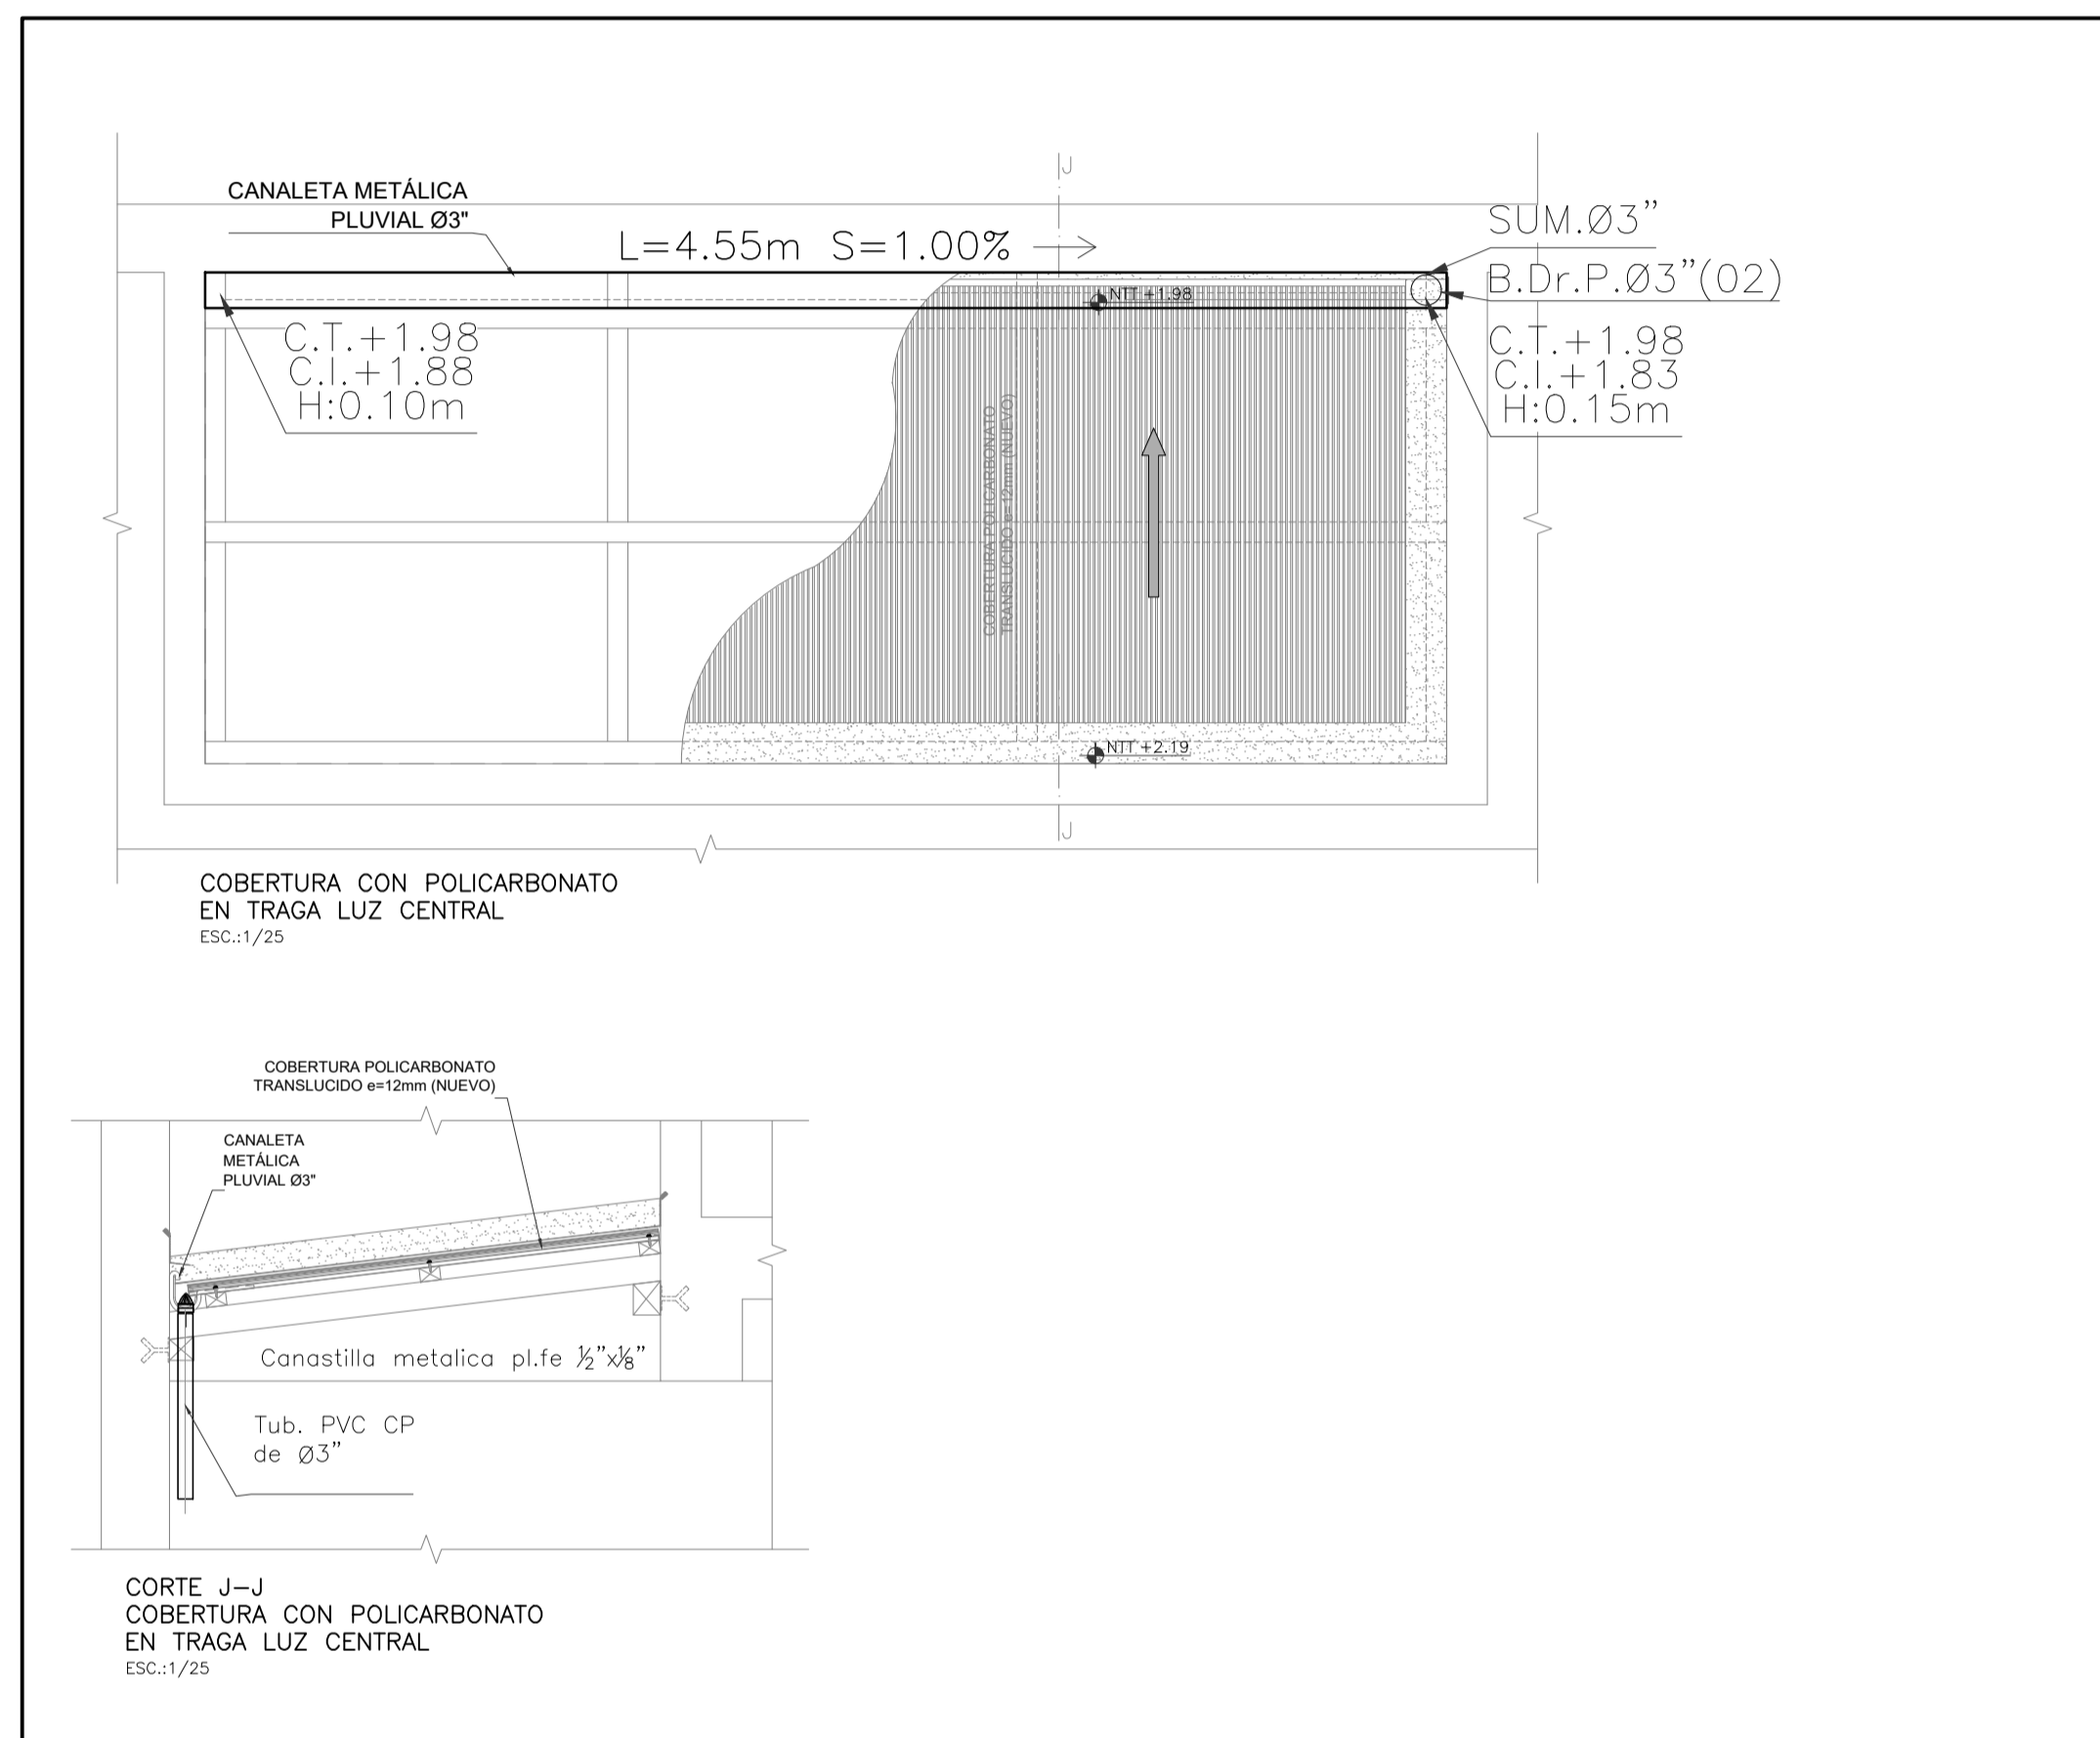 J
CANALETA METÁLICA
PLUVIAL Ø3"
L=4.55m S=1.00%
SUM.Ø3"
B.Dr.P.Ø3"(02)
NTT +1.98
C.T.+1.98
C.I.+1.88
H:0.10m
C.T.+1.98
C.I.+1.83
H:0.15m
COBERTURA POLICARBONATO
TRANSLUCIDO e=12mm (NUEVO)
NTT +2.19
J
COBERTURA CON POLICARBONATO
EN TRAGA LUZ CENTRAL
ESC.:1/25
COBERTURA POLICARBONATO
TRANSLUCIDO e=12mm (NUEVO)
CANALETA
METÁLICA
PLUVIAL Ø3"
Canastilla metalica pl.fe ½"x⅛"
Tub. PVC CP
de Ø3"
CORTE J-J
COBERTURA CON POLICARBONATO
EN TRAGA LUZ CENTRAL
ESC.:1/25